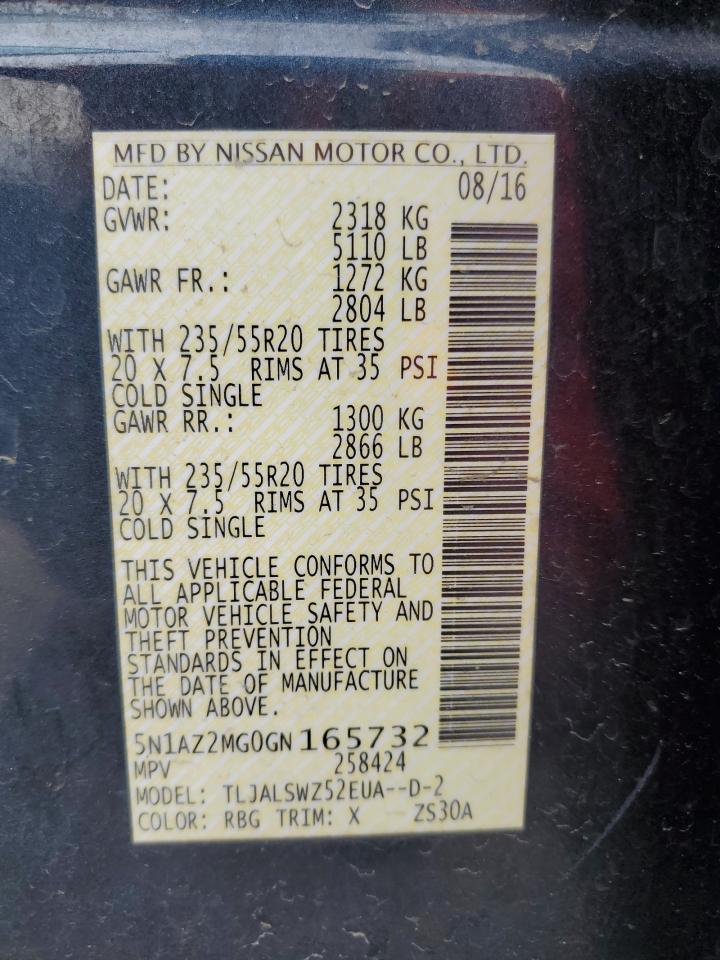 MFD BY NISSAN MOTOR CO., LTD.
DATE: 08/16
GVWR: 2318 KG
5110 LB
GAWR FR.: 1272 KG
2804 LB
WITH 235/55R20 TIRES
20 X 7.5 RIMS AT 35 PSI
COLD SINGLE
GAWR RR.: 1300 KG
2866 LB
WITH 235/55R20 TIRES
20 X 7.5 RIMS AT 35 PSI
COLD SINGLE
THIS VEHICLE CONFORMS TO
ALL APPLICABLE FEDERAL
MOTOR VEHICLE SAFETY AND
THEFT PREVENTION
STANDARDS IN EFFECT ON
THE DATE OF MANUFACTURE
SHOWN ABOVE.
5N1AZ2MG0GN165732
MPV 258424
MODEL: TLJALSWZ52EUA--D-2
COLOR: RBG TRIM: X ZS30A